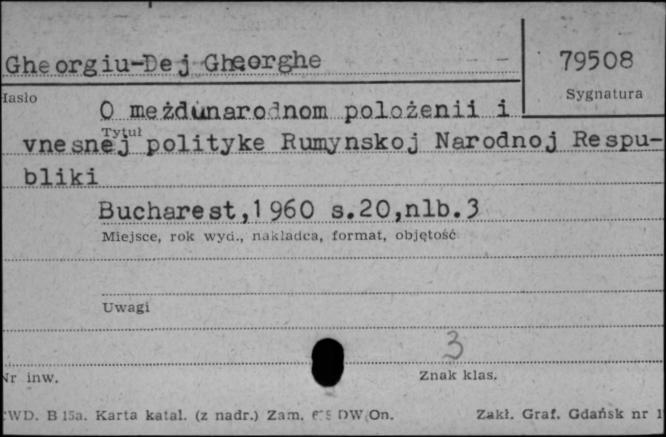 Gheorgiu-Dej Gheorghe
79508
Hasło
Sygnatura
O meżdunarodnom położenii i
Tytuł
vnesnej polityke Rumynskoj Narodnoj Respu-
bliki
Bucharest,1960 s.20,nlb.3
Miejsce, rok wyd., nakładca, format, objętość
Uwagi
3
Nr inw.
Znak klas.
WD. B 15a. Karta katal. (z nadr.) Zam. DW/On.
Zakł. Graf. Gdańsk nr 1